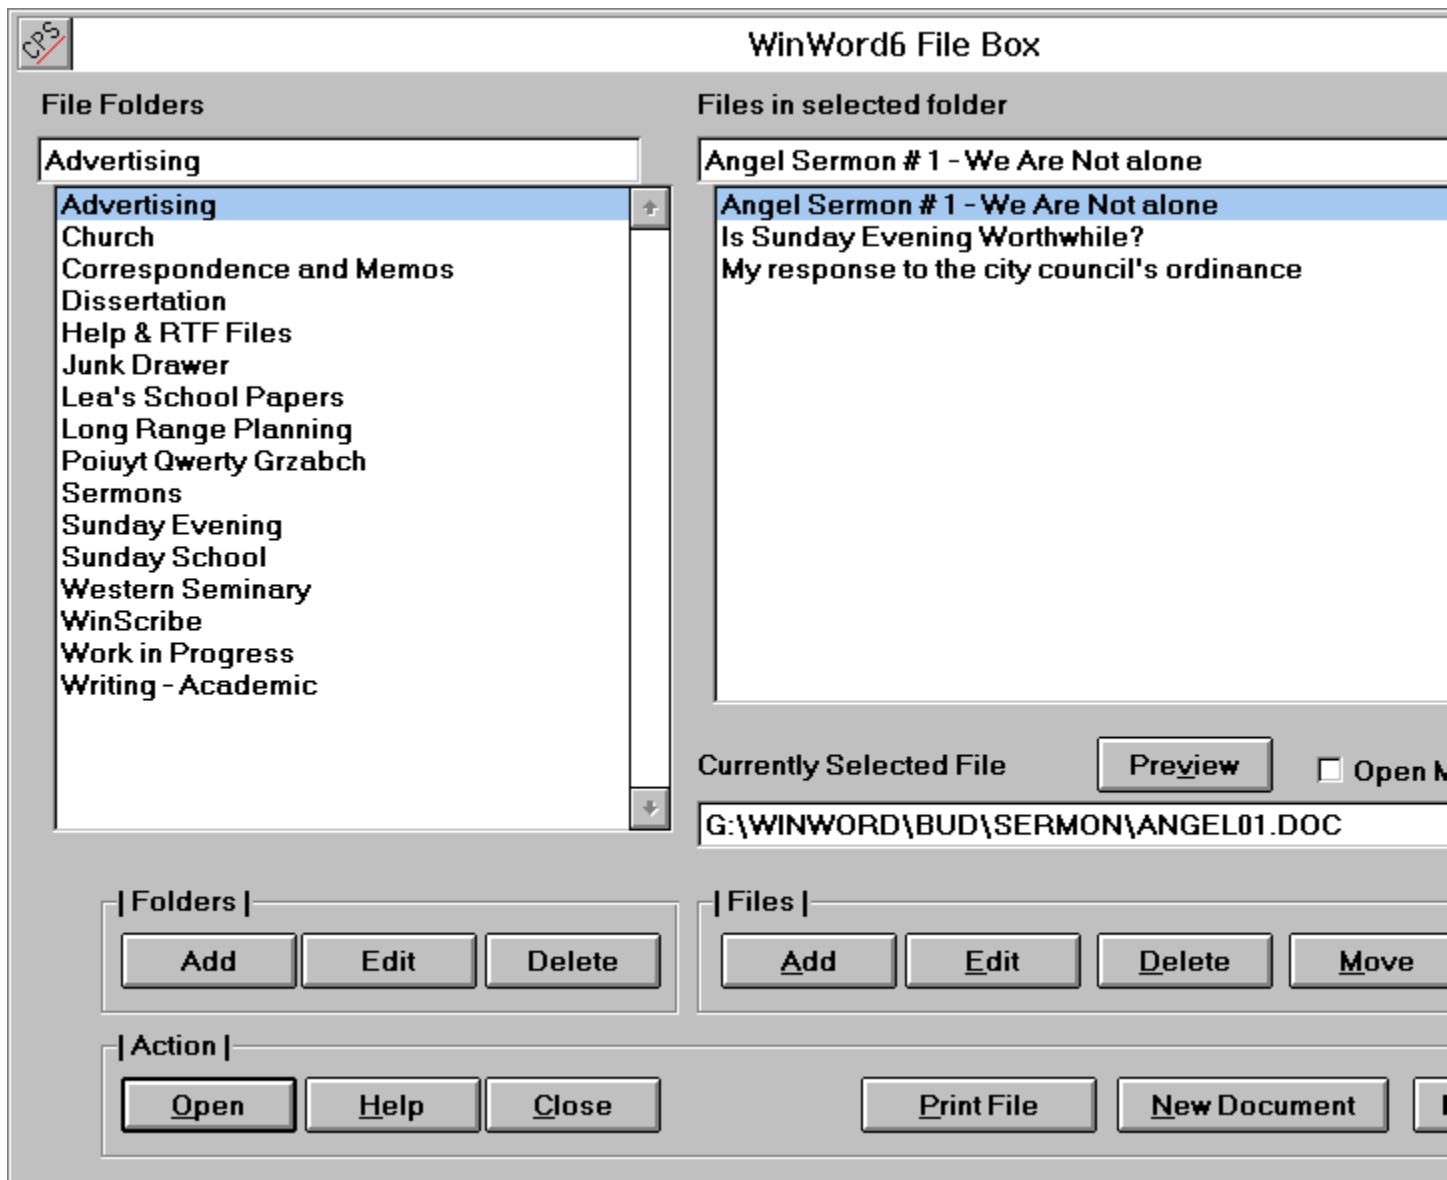 CPS
WinWord6 File Box
File Folders
Files in selected folder
Advertising
Angel Sermon # 1 - We Are Not alone
Advertising
Church
Correspondence and Memos
Dissertation
Help & RTF Files
Junk Drawer
Lea's School Papers
Long Range Planning
Poiuyt Qwerty Grzabch
Sermons
Sunday Evening
Sunday School
Western Seminary
WinScribe
Work in Progress
Writing - Academic
Angel Sermon # 1 - We Are Not alone
Is Sunday Evening Worthwhile?
My response to the city council's ordinance
Currently Selected File
Preview
Open
G:\WINWORD\BUD\SERMON\ANGEL01.DOC
| Folders |
Add Edit Delete
| Files |
Add Edit Delete Move
| Action |
Open Help Close Print File New Document